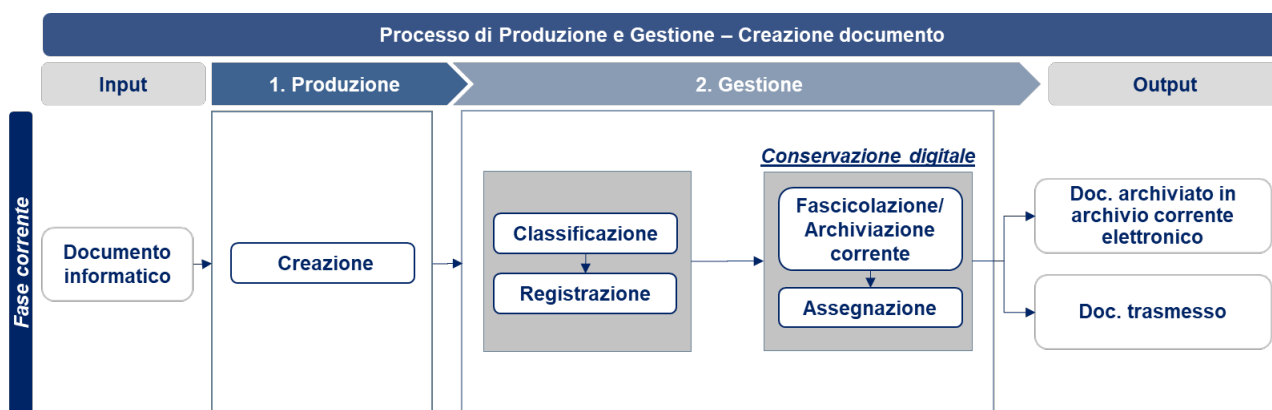 Processo di Produzione e Gestione – Creazione documento
Input
1. Produzione
2. Gestione
Output
Fase corrente
Documento
informatico
Creazione
Classificazione
Registrazione
Conservazione digitale
Fascicolazione/
Archiviazione
corrente
Assegnazione
Doc. archiviato in
archivio corrente
elettronico
Doc. trasmesso